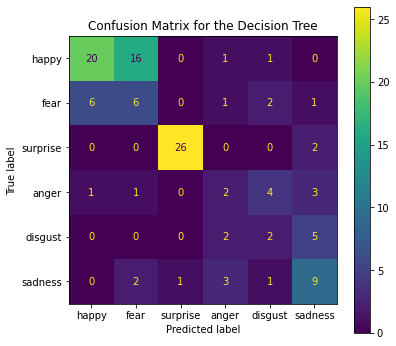 Confusion Matrix for the Decision Tree
25
happy 20 16 0 1 1 0
fear 6 6 0 1 2 1
20
surprise 0 0 26 0 0 2
15
True label
anger 1 1 0 2 4 3
10
disgust 0 0 0 2 2 5
5
sadness 0 2 1 3 1 9
0
happy fear surprise anger disgust sadness
Predicted label